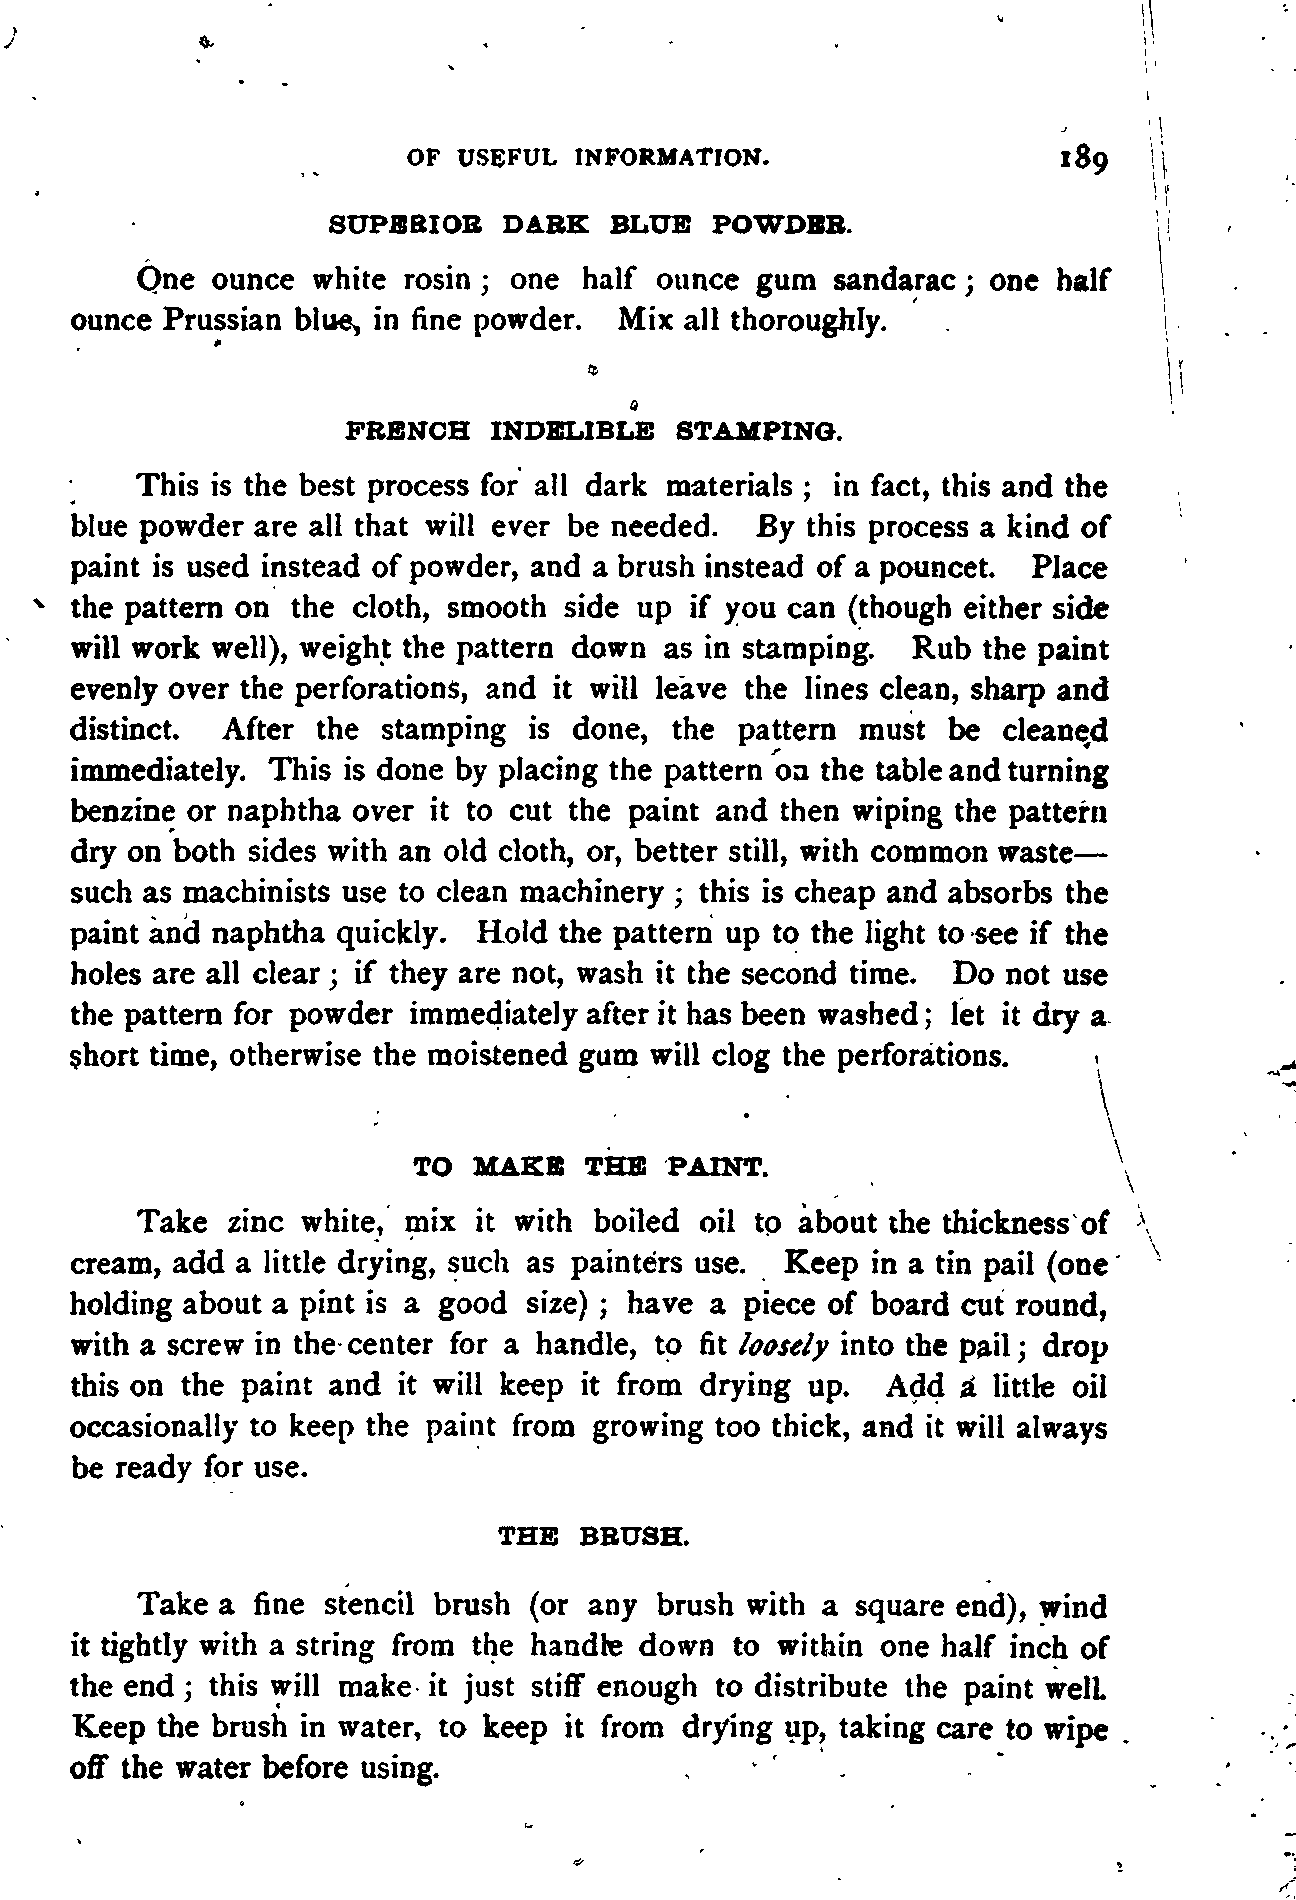 OF USEFUL INFORMATION. 189
SUPERIOR DARK BLUE POWDER.
One ounce white rosin; one half ounce gum sandarac; one half
ounce Prussian blue, in fine powder. Mix all thoroughly.
FRENCH INDELIBLE STAMPING.
This is the best process for all dark materials; in fact, this and the
blue powder are all that will ever be needed. By this process a kind of
paint is used instead of powder, and a brush instead of a pouncet. Place
the pattern on the cloth, smooth side up if you can (though either side
will work well), weight the pattern down as in stamping. Rub the paint
evenly over the perforations, and it will leave the lines clean, sharp and
distinct. After the stamping is done, the pattern must be cleaned
immediately. This is done by placing the pattern on the table and turning
benzine or naphtha over it to cut the paint and then wiping the pattern
dry on both sides with an old cloth, or, better still, with common waste—
such as machinists use to clean machinery; this is cheap and absorbs the
paint and naphtha quickly. Hold the pattern up to the light to see if the
holes are all clear; if they are not, wash it the second time. Do not use
the pattern for powder immediately after it has been washed; let it dry a
short time, otherwise the moistened gum will clog the perforations.
TO MAKE THE PAINT.
Take zinc white, mix it with boiled oil to about the thickness of
cream, add a little drying, such as painters use. Keep in a tin pail (one
holding about a pint is a good size); have a piece of board cut round,
with a screw in the center for a handle, to fit loosely into the pail; drop
this on the paint and it will keep it from drying up. Add a little oil
occasionally to keep the paint from growing too thick, and it will always
be ready for use.
THE BRUSH.
Take a fine stencil brush (or any brush with a square end), wind
it tightly with a string from the handle down to within one half inch of
the end; this will make it just stiff enough to distribute the paint well.
Keep the brush in water, to keep it from drying up, taking care to wipe
off the water before using.